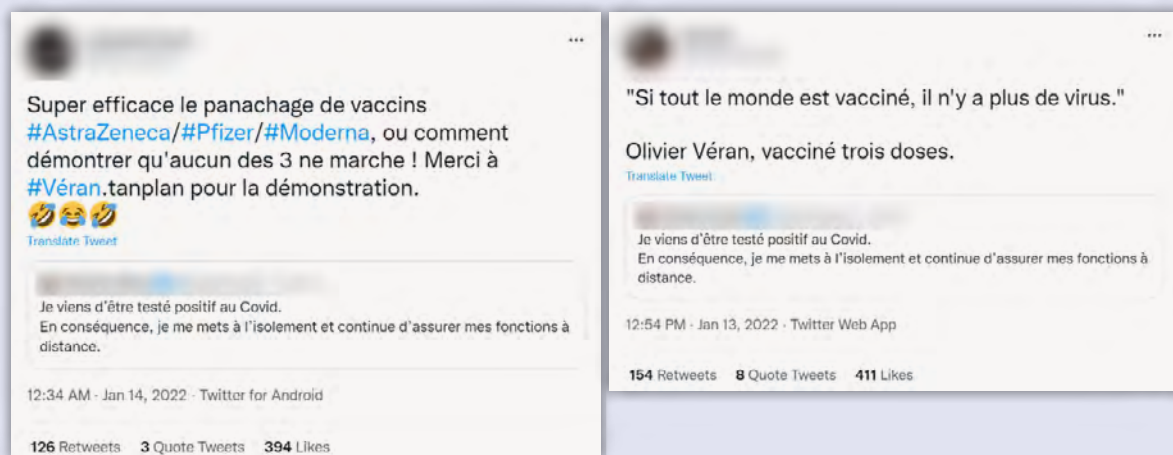 Super efficace le panachage de vaccins
#AstraZeneca/#Pfizer/#Moderna, ou comment
démontrer qu'aucun des 3 ne marche ! Merci à
#Véran.tanplan pour la démonstration.
🤣😂🤣
Translate Tweet
Je viens d'être testé positif au Covid.
En conséquence, je me mets à l'isolement et continue d'assurer mes fonctions à
distance.
12:34 AM · Jan 14, 2022 · Twitter for Android
126 Retweets 3 Quote Tweets 394 Likes
"Si tout le monde est vacciné, il n'y a plus de virus."
Olivier Véran, vacciné trois doses.
Translate Tweet
Je viens d'être testé positif au Covid.
En conséquence, je me mets à l'isolement et continue d'assurer mes fonctions à
distance.
12:54 PM · Jan 13, 2022 · Twitter Web App
154 Retweets 8 Quote Tweets 411 Likes